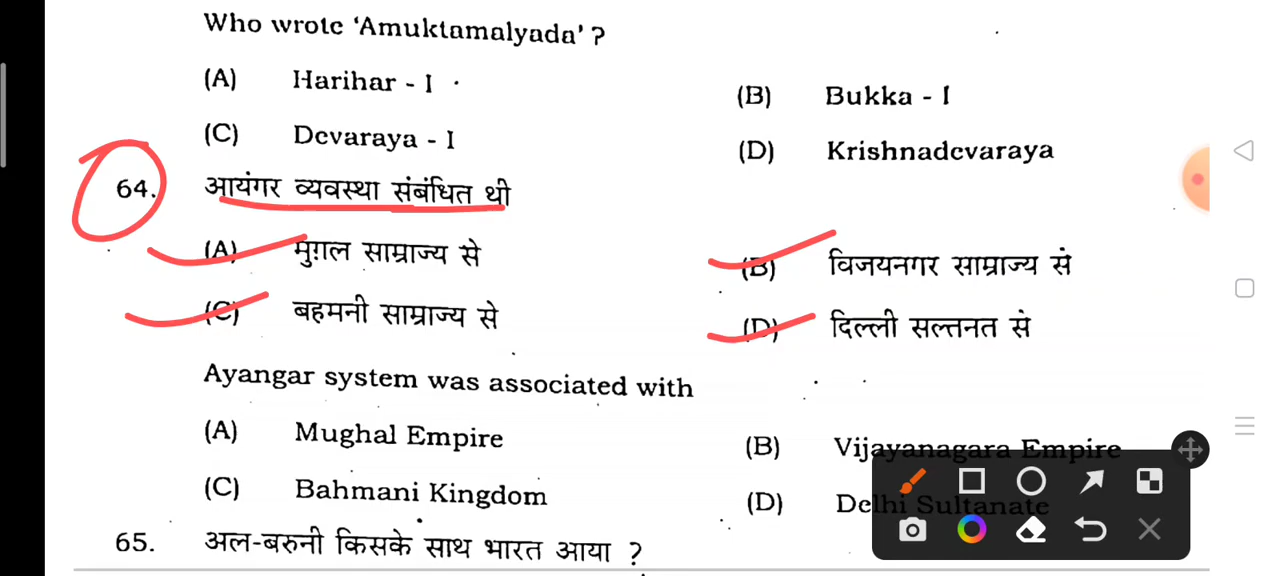 Who wrote 'Amuktamalyada' ?
(A) Harihar - I
(B) Bukka - I
(C) Devaraya - I
(D) Krishnadevaraya
64. आयंगर व्यवस्था संबंधित थी
(A) मुग़ल साम्राज्य से
(B) विजयनगर साम्राज्य से
(C) बहमनी साम्राज्य से
(D) दिल्ली सल्तनत से
Ayangar system was associated with
(A) Mughal Empire
(B) Vijayanagara Empire
(C) Bahmani Kingdom
(D) Delhi Sultanate
65. अल-बरुनी किसके साथ भारत आया ?